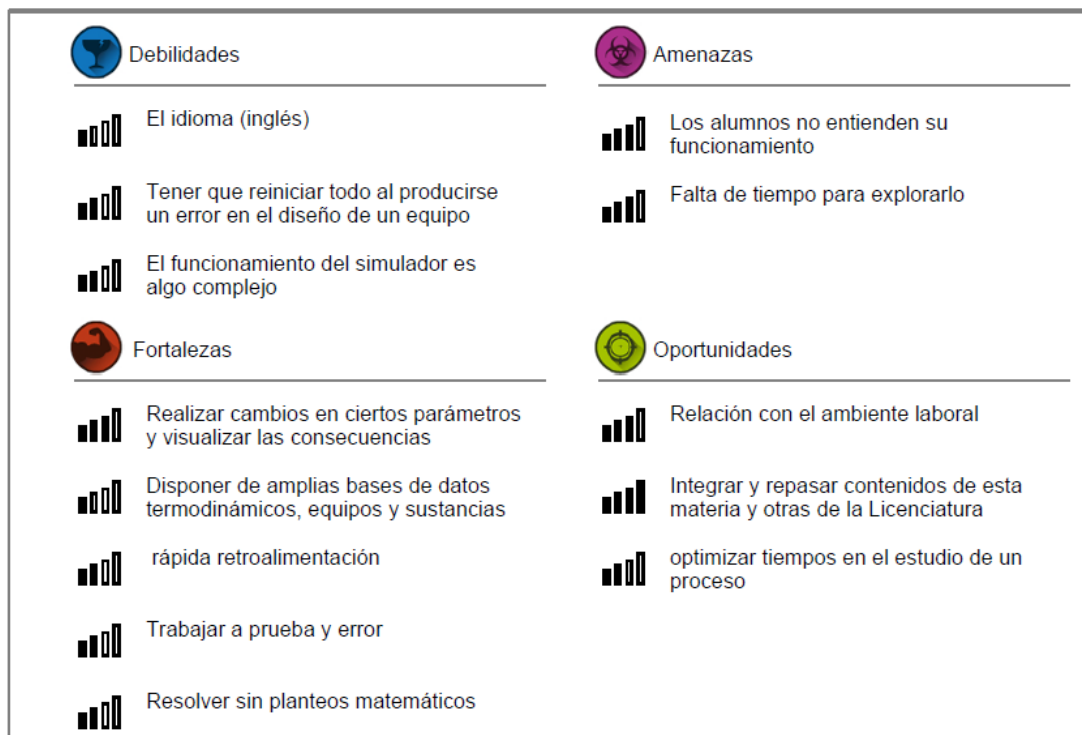 Debilidades
El idioma (inglés)
Tener que reiniciar todo al producirse
un error en el diseño de un equipo
El funcionamiento del simulador es
algo complejo
Amenazas
Los alumnos no entienden su
funcionamiento
Falta de tiempo para explorarlo
Fortalezas
Realizar cambios en ciertos parámetros
y visualizar las consecuencias
Disponer de amplias bases de datos
termodinámicos, equipos y sustancias
rápida retroalimentación
Trabajar a prueba y error
Resolver sin planteos matemáticos
Oportunidades
Relación con el ambiente laboral
Integrar y repasar contenidos de esta
materia y otras de la Licenciatura
optimizar tiempos en el estudio de un
proceso